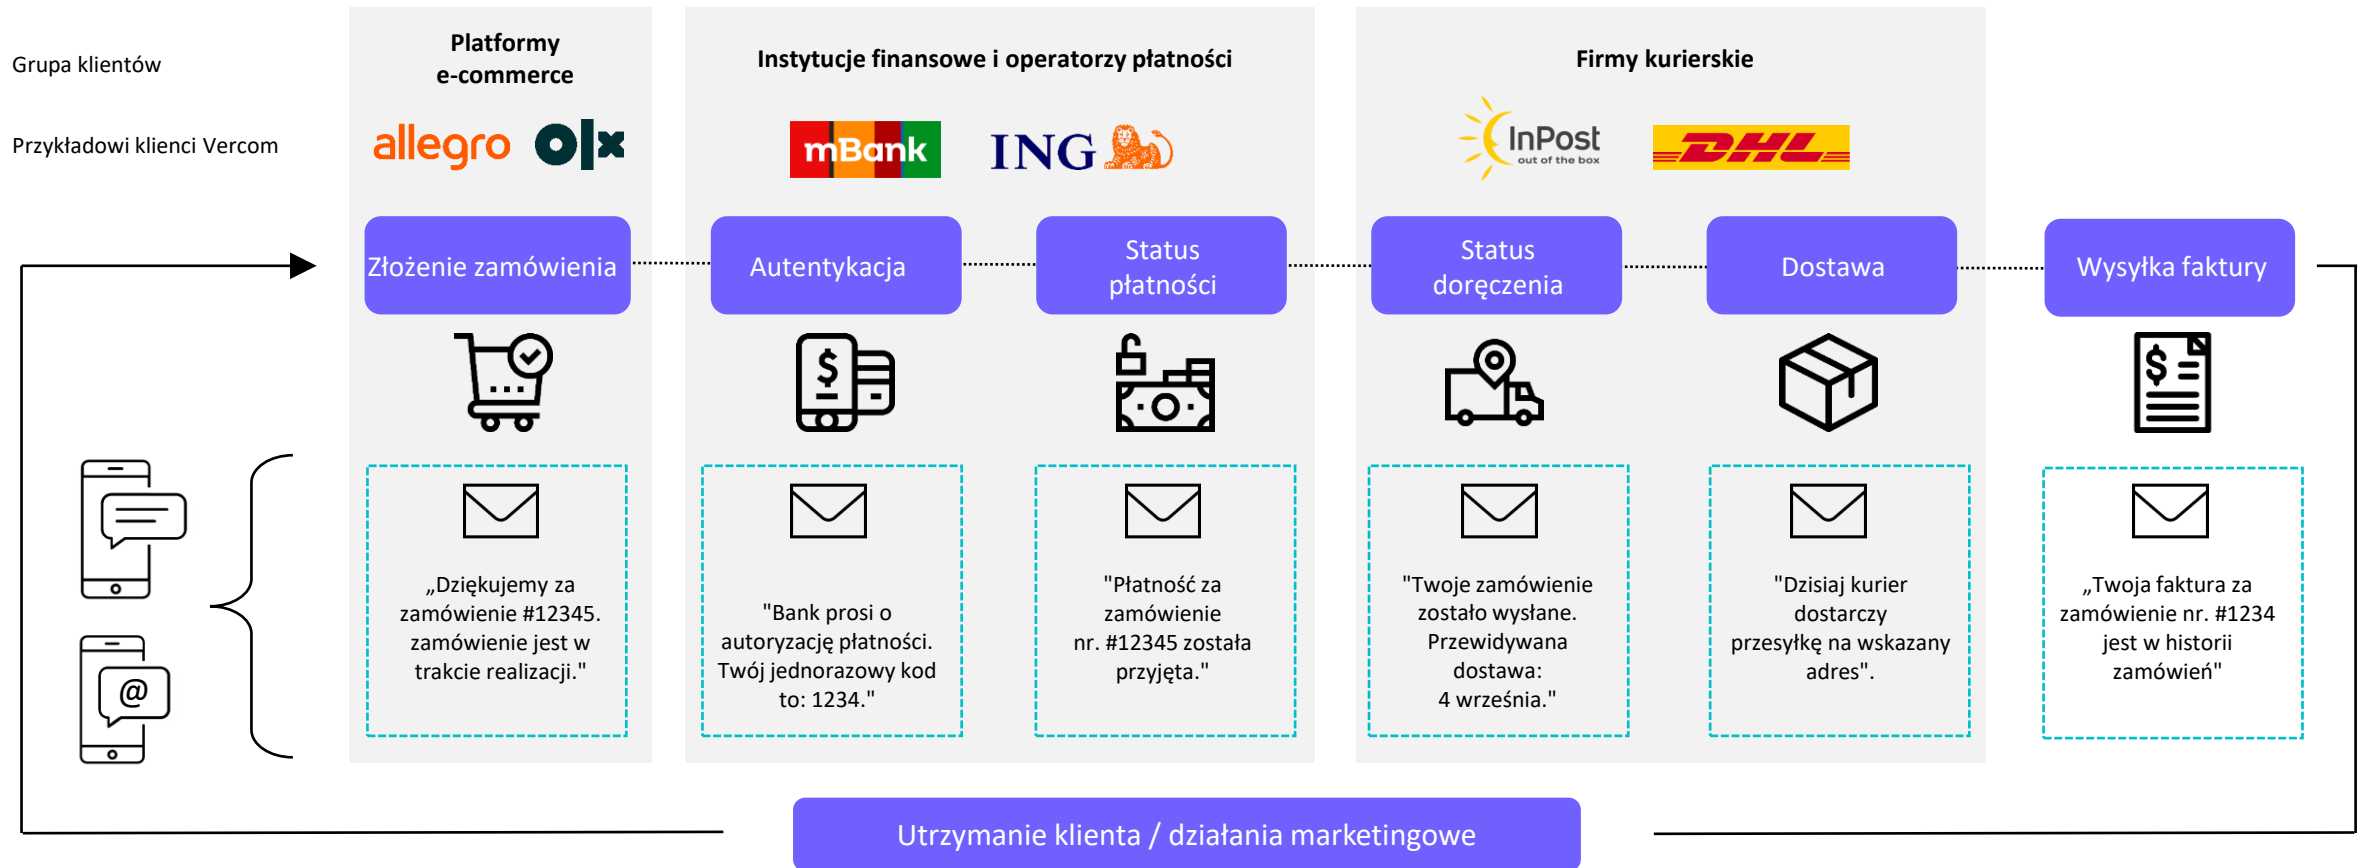 Grupa klientów
Platformy
e-commerce
Instytucje finansowe i operatorzy płatności
Firmy kurierskie
Przykładowi klienci Vercom
allegro
olx
mBank
ING
InPost
out of the box
DHL
Złożenie zamówienia
Autentykacja
Status
płatności
Status
doręczenia
Dostawa
Wysyłka faktury
$
$
$
@
„Dziękujemy za
zamówienie #12345.
zamówienie jest w
trakcie realizacji."
"Bank prosi o
autoryzację płatności.
Twój jednorazowy kod
to: 1234."
"Płatność za
zamówienie
nr. #12345 została
przyjęta."
"Twoje zamówienie
zostało wysłane.
Przewidywana
dostawa:
4 września."
"Dzisiaj kurier
dostarczy
przesyłkę na wskazany
adres".
„Twoja faktura za
zamówienie nr. #1234
jest w historii
zamówień"
Utrzymanie klienta / działania marketingowe